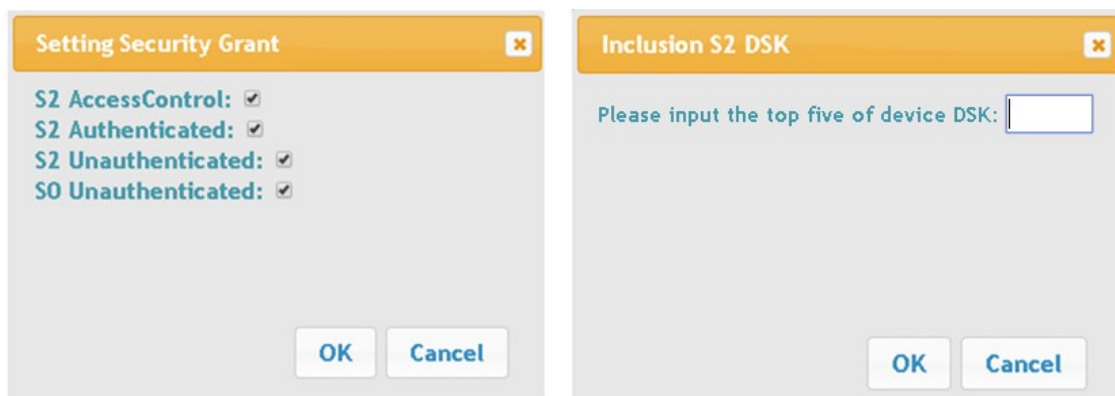 Setting Security Grant
S2 AccessControl:
S2 Authenticated:
S2 Unauthenticated:
S0 Unauthenticated:
OK
Cancel
Inclusion S2 DSK
Please input the top five of device DSK:
OK
Cancel